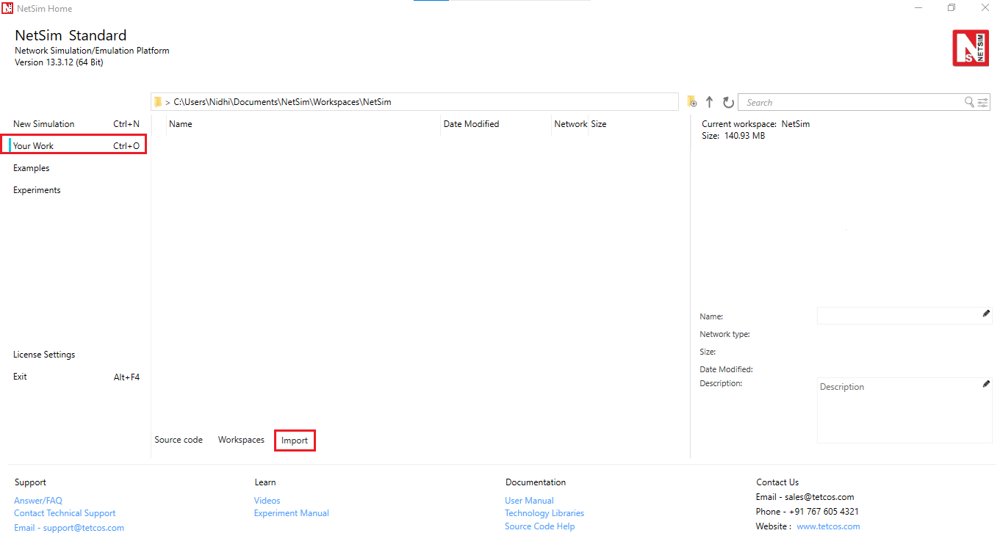 NetSim Home
NetSim Standard
Network Simulation/Emulation Platform
Version 13.3.12 (64 Bit)
NS NETSIM
> C:\Users\Nidhi\Documents\NetSim\Workspaces\NetSim
Search
New Simulation Ctrl+N
Your Work Ctrl+O
Examples
Experiments
License Settings
Exit Alt+F4
Name Date Modified Network Size
Current workspace: NetSim
Size: 140.93 MB
Name:
Network type:
Size:
Date Modified:
Description:
Description
Source code Workspaces Import
Support
Answer/FAQ
Contact Technical Support
Email - support@tetcos.com
Learn
Videos
Experiment Manual
Documentation
User Manual
Technology Libraries
Source Code Help
Contact Us
Email - sales@tetcos.com
Phone - +91 767 605 4321
Website : www.tetcos.com